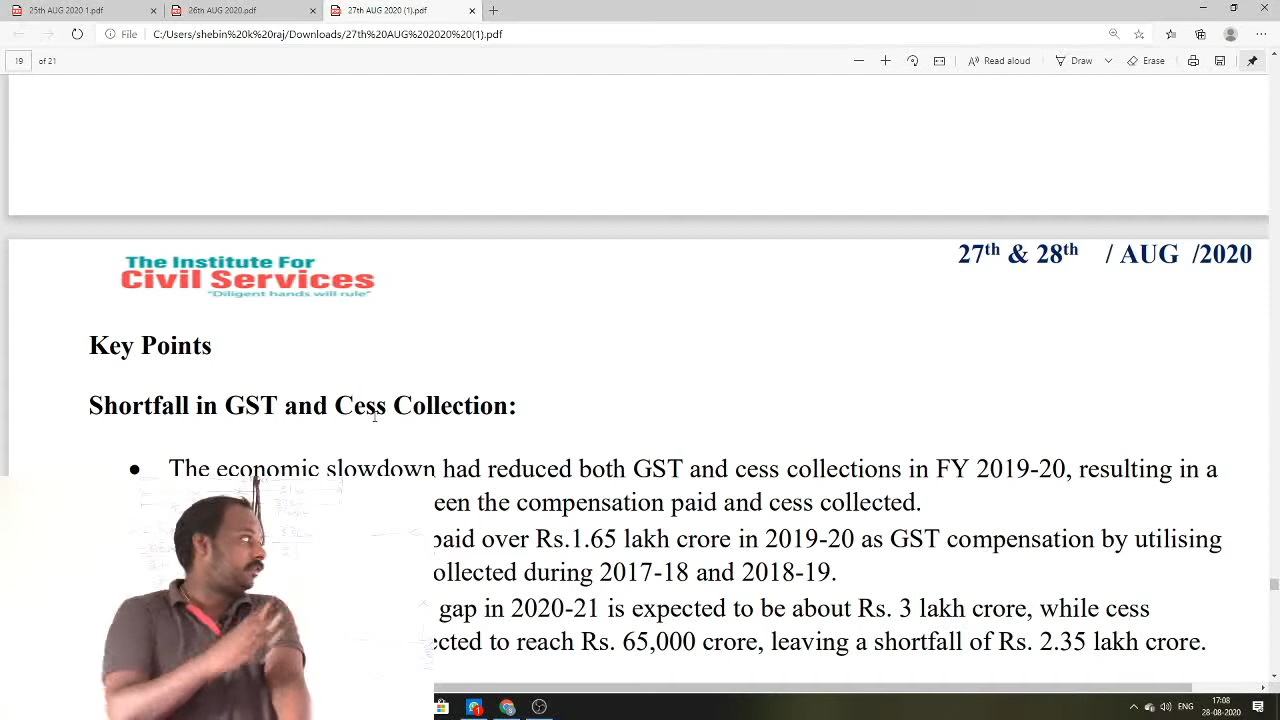 25th AUG 2020 1.pdf
26th AUG 2020.pdf
27th AUG 2020 (1).pdf
File C:/Users/shebin%20k%20raj/Downloads/27th%20AUG%202020%20(1).pdf
19 of 21
Read aloud Draw Erase
The Institute For
Civil Services
"Diligent hands will rule"
27th & 28th / AUG /2020
Key Points
Shortfall in GST and Cess Collection:
• The economic slowdown had reduced both GST and cess collections in FY 2019-20, resulting in a
een the compensation paid and cess collected.
paid over Rs.1.65 lakh crore in 2019-20 as GST compensation by utilising
ollected during 2017-18 and 2018-19.
gap in 2020-21 is expected to be about Rs. 3 lakh crore, while cess
ected to reach Rs. 65,000 crore, leaving a shortfall of Rs. 2.35 lakh crore.
ENG
17:08
28-08-2020